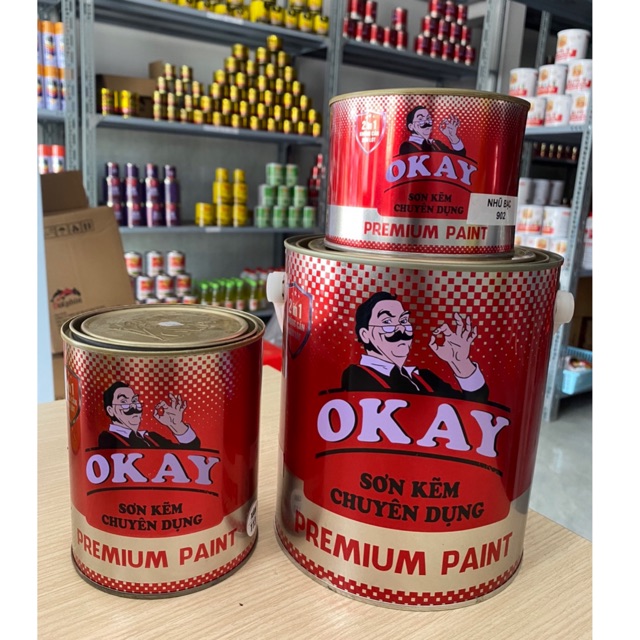 2in1
OKAY
SƠN KẼM
CHUYÊN DỤNG
PREMIUM PAINT
NHŨ BẠC
902
2in1
OKAY
SƠN KẼM
CHUYÊN DỤNG
PREMIUM PAINT
OKAY
SƠN KẼM
CHUYÊN DỤNG
PREMIUM PAINT